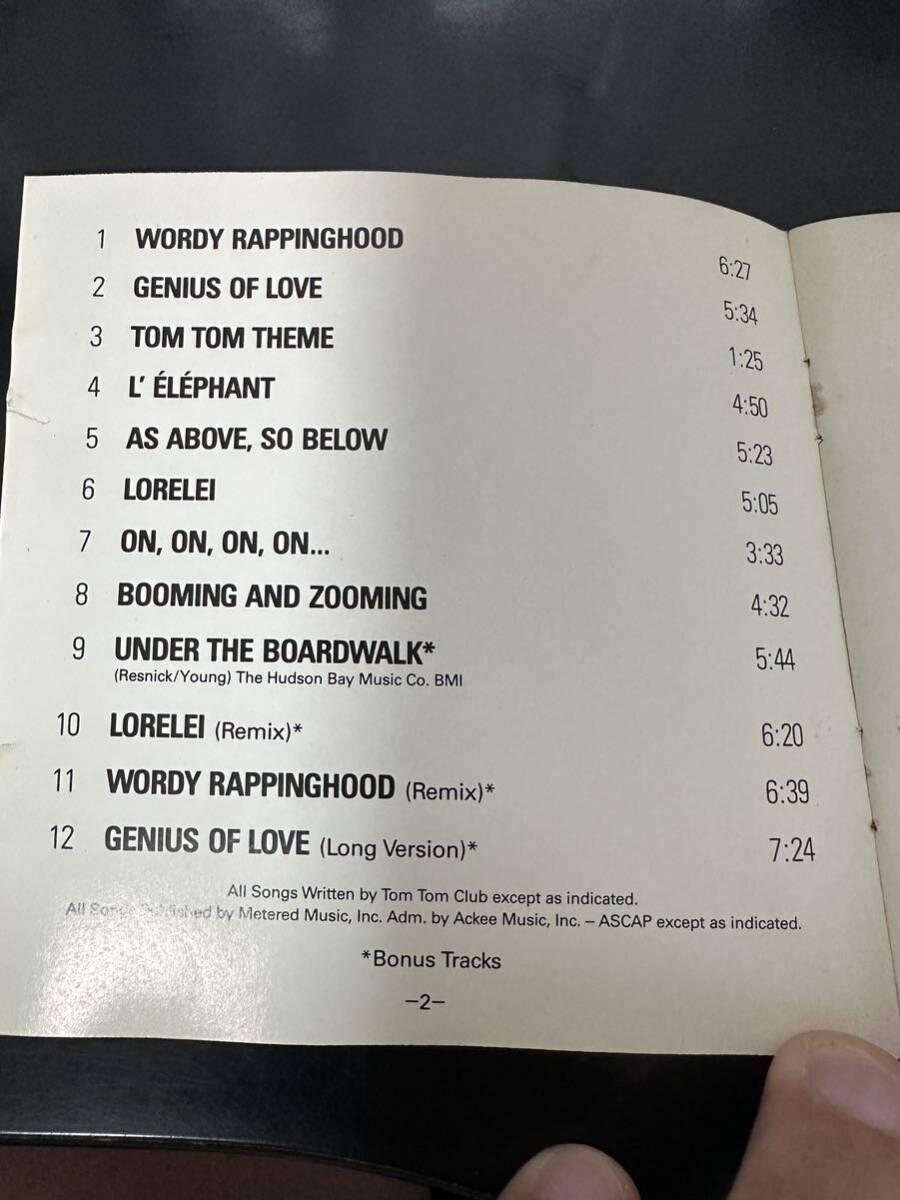 1 WORDY RAPPINGHOOD 6:27
2 GENIUS OF LOVE 5:34
3 TOM TOM THEME 1:25
4 L' ÉLÉPHANT 4:50
5 AS ABOVE, SO BELOW 5:23
6 LORELEI 5:05
7 ON, ON, ON, ON... 3:33
8 BOOMING AND ZOOMING 4:32
9 UNDER THE BOARDWALK* 5:44
(Resnick/Young) The Hudson Bay Music Co. BMI
10 LORELEI (Remix)* 6:20
11 WORDY RAPPINGHOOD (Remix)* 6:39
12 GENIUS OF LOVE (Long Version)* 7:24
All Songs Written by Tom Tom Club except as indicated.
All Songs Published by Metered Music, Inc. Adm. by Ackee Music, Inc. – ASCAP except as indicated.
*Bonus Tracks
–2–